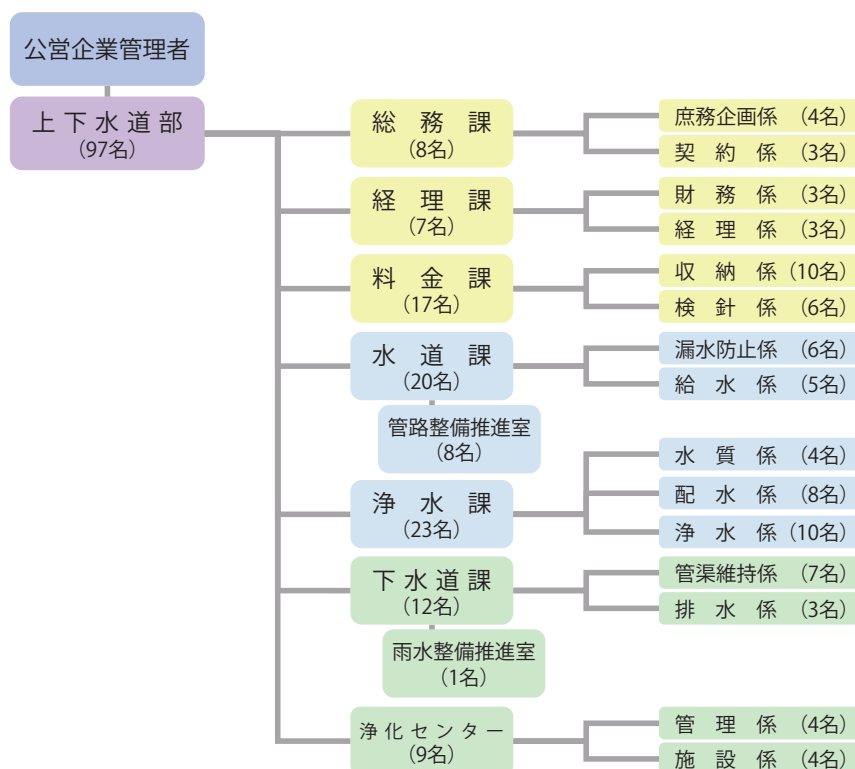 公営企業管理者
上下水道部
(97名)
総務課
(8名)
庶務企画係 (4名)
契約係 (3名)
経理課
(7名)
財務係 (3名)
経理係 (3名)
料金課
(17名)
収納係 (10名)
検針係 (6名)
水道課
(20名)
漏水防止係 (6名)
給水係 (5名)
管路整備推進室
(8名)
浄水課
(23名)
水質係 (4名)
配水係 (8名)
浄水係 (10名)
下水道課
(12名)
管渠維持係 (7名)
排水係 (3名)
雨水整備推進室
(1名)
浄化センター
(9名)
管理係 (4名)
施設係 (4名)